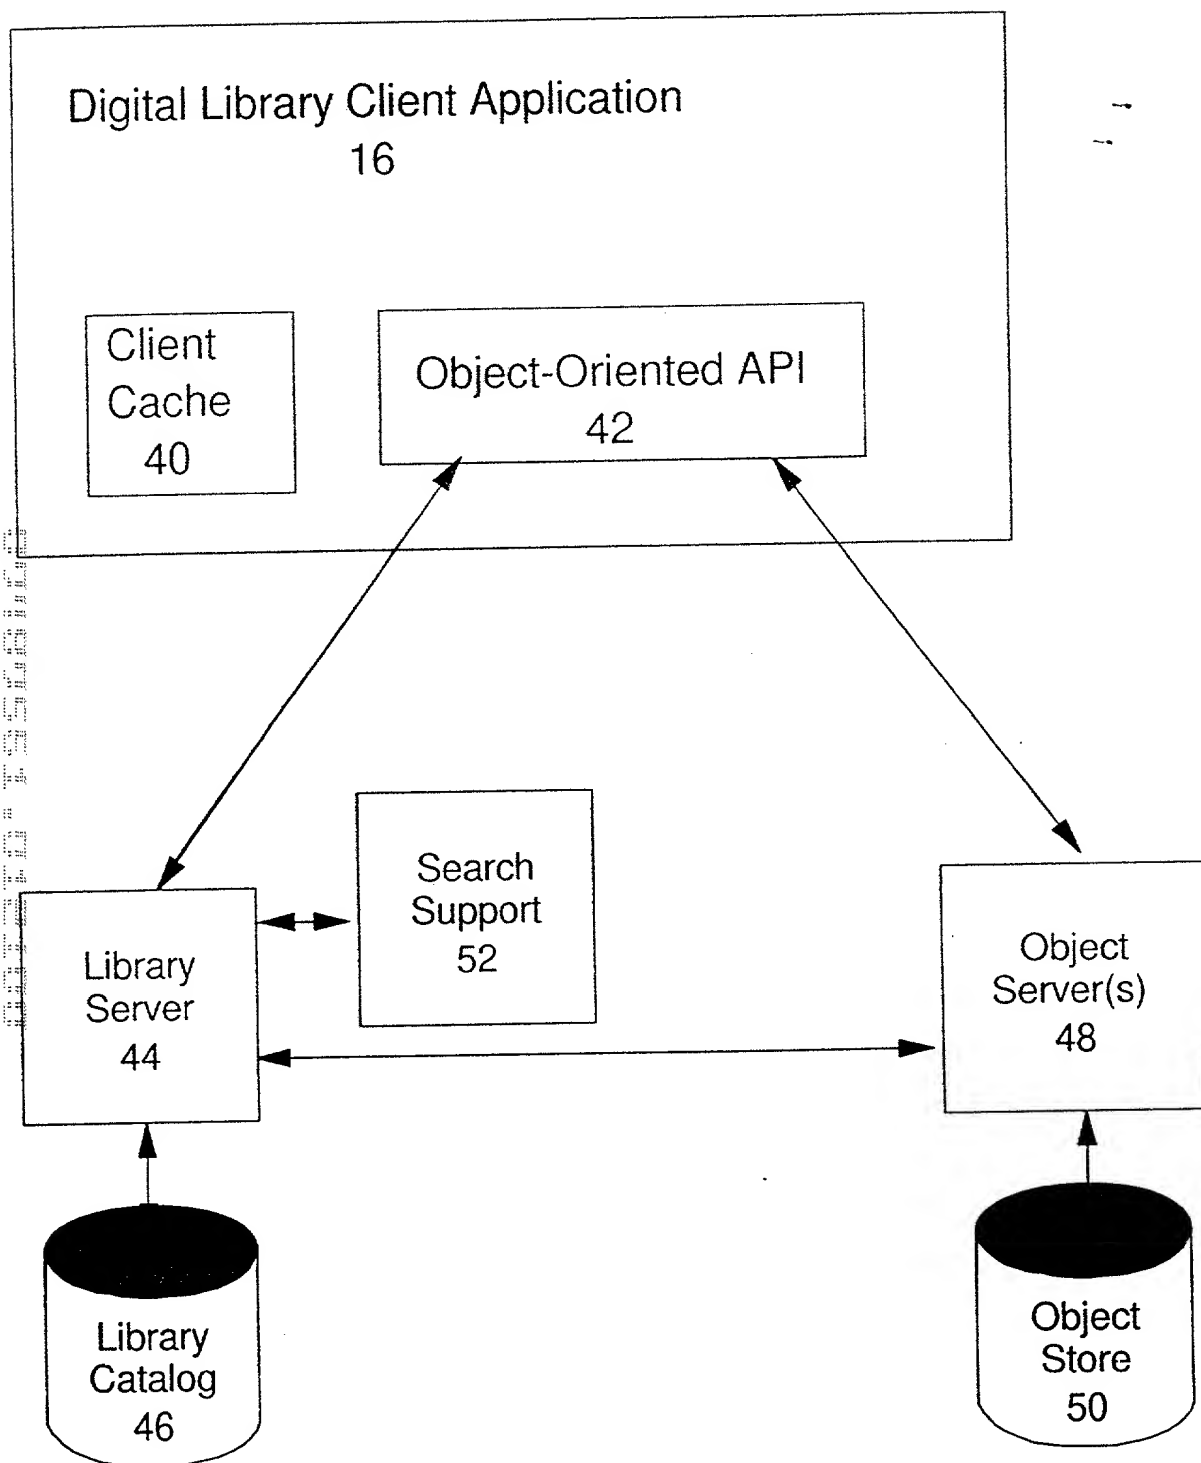 Digital Library Client Application
16
Client
Cache
40
Object-Oriented API
42
Search
Support
52
Library
Server
44
Object
Server(s)
48
Library
Catalog
46
Object
Store
50